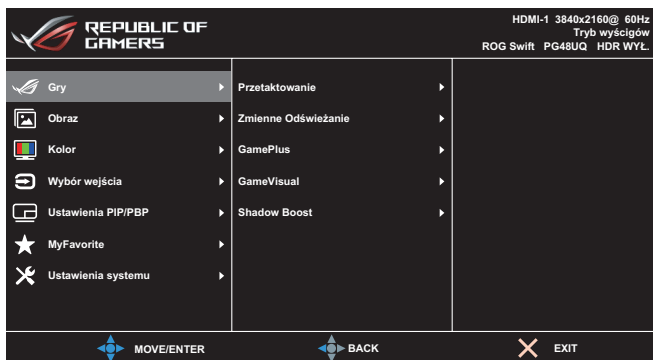 REPUBLIC OF
GAMERS
HDMI-1 3840x2160@ 60Hz
Tryb wyścigów
ROG Swift PG48UQ HDR WYŁ.
Gry
Przetaktowanie
Obraz
Zmienne Odświeżanie
Kolor
GamePlus
Wybór wejścia
GameVisual
Ustawienia PIP/PBP
Shadow Boost
MyFavorite
Ustawienia systemu
MOVE/ENTER
BACK
EXIT